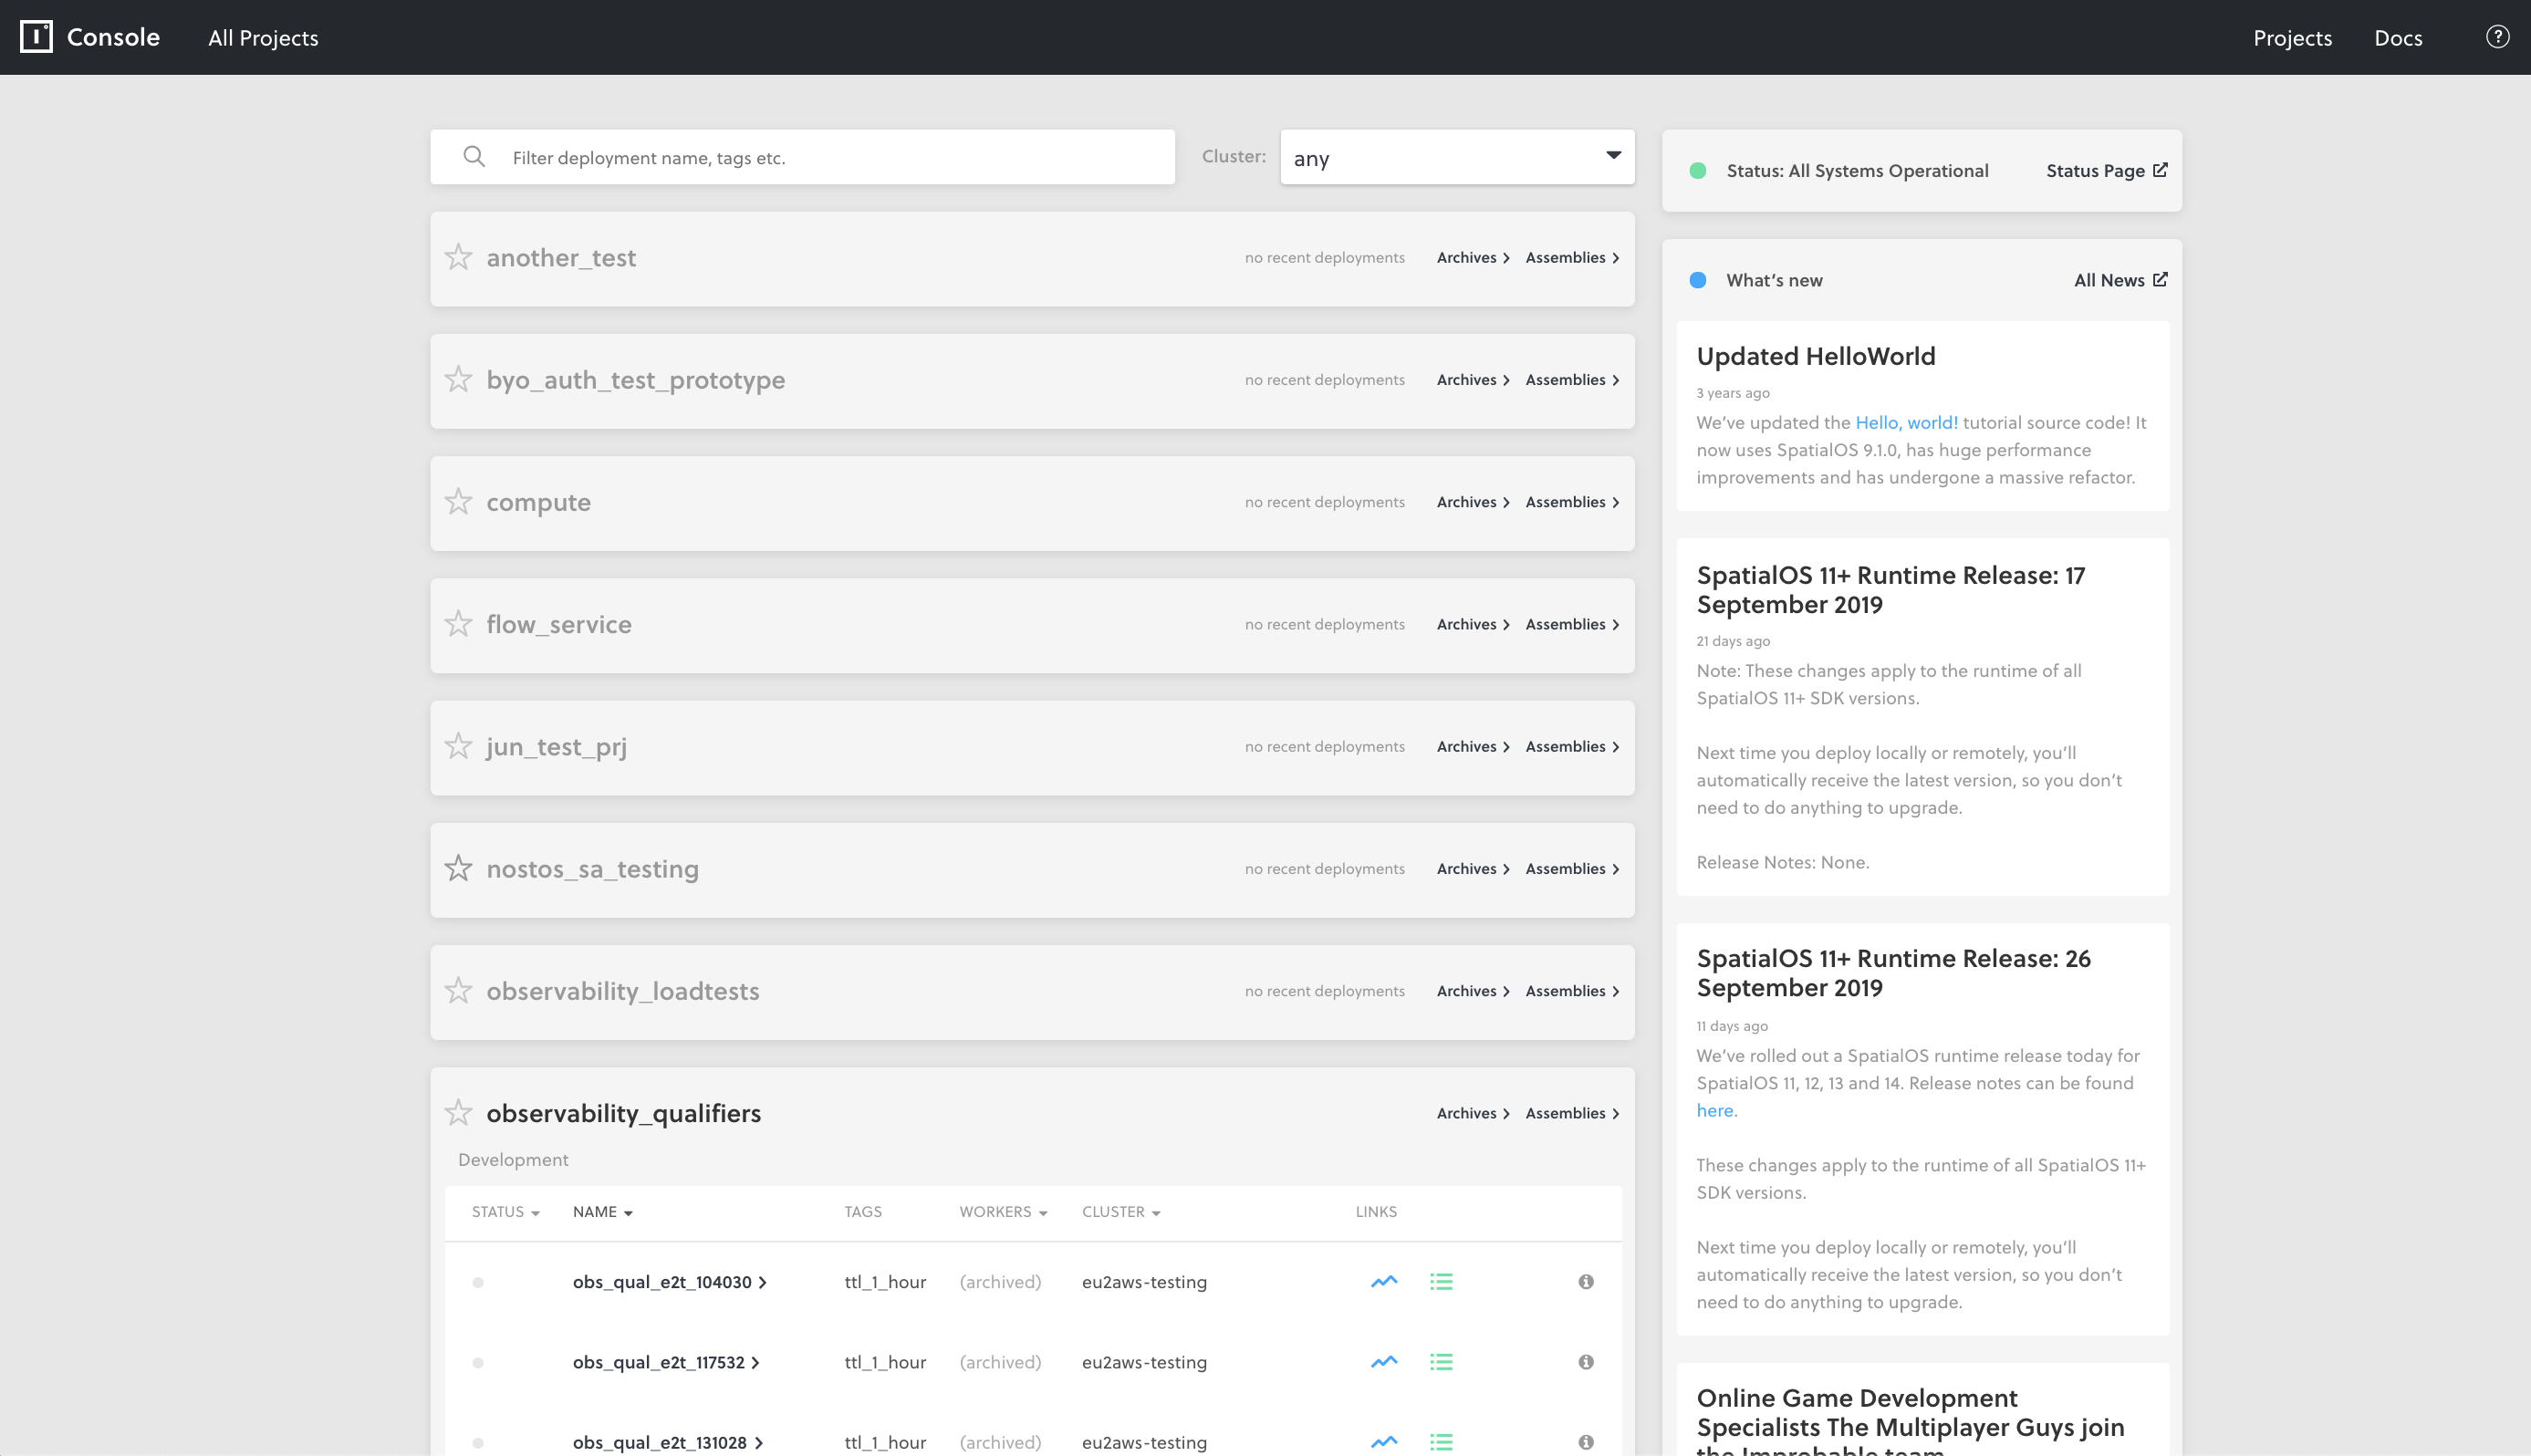 Console
All Projects
Projects
Docs
Filter deployment name, tags etc.
Cluster:
any
another_test
no recent deployments
Archives
Assemblies
byo_auth_test_prototype
no recent deployments
Archives
Assemblies
compute
no recent deployments
Archives
Assemblies
flow_service
no recent deployments
Archives
Assemblies
jun_test_prj
no recent deployments
Archives
Assemblies
nostos_sa_testing
no recent deployments
Archives
Assemblies
observability_loadtests
no recent deployments
Archives
Assemblies
observability_qualifiers
Archives
Assemblies
Development
STATUS
NAME
TAGS
WORKERS
CLUSTER
LINKS
obs_qual_e2t_104030
ttl_1_hour
(archived)
eu2aws-testing
obs_qual_e2t_117532
ttl_1_hour
(archived)
eu2aws-testing
obs_qual_e2t_131028
ttl_1_hour
(archived)
eu2aws-testing
Status: All Systems Operational
Status Page
What's new
All News
Updated HelloWorld
3 years ago
We've updated the Hello, world! tutorial source code! It
now uses SpatialOS 9.1.0, has huge performance
improvements and has undergone a massive refactor.
SpatialOS 11+ Runtime Release: 17
September 2019
21 days ago
Note: These changes apply to the runtime of all
SpatialOS 11+ SDK versions.
Next time you deploy locally or remotely, you'll
automatically receive the latest version, so you don't
need to do anything to upgrade.
Release Notes: None.
SpatialOS 11+ Runtime Release: 26
September 2019
11 days ago
We've rolled out a SpatialOS runtime release today for
SpatialOS 11, 12, 13 and 14. Release notes can be found
here.
These changes apply to the runtime of all SpatialOS 11+
SDK versions.
Next time you deploy locally or remotely, you'll
automatically receive the latest version, so you don't
need to do anything to upgrade.
Online Game Development
Specialists The Multiplayer Guys join
the Improbable team